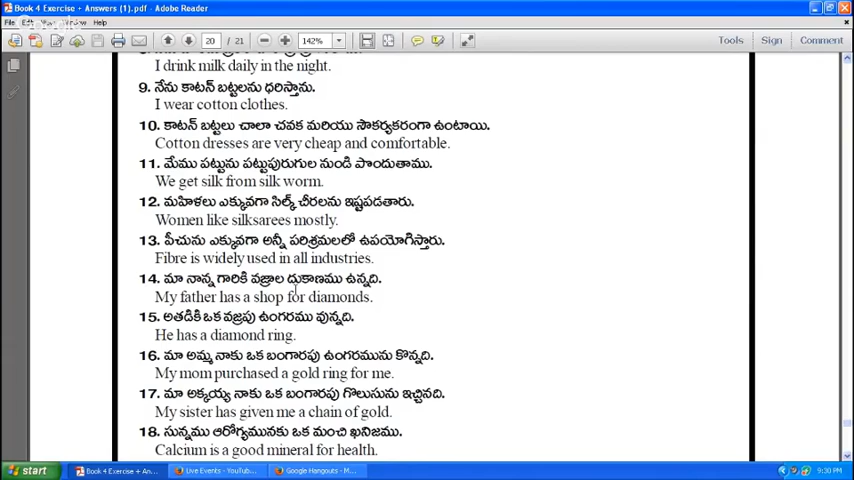 Book 4 Exercise + Answers (1).pdf - Adobe Reader
File Edit View Window Help
20 / 21 142% Tools Sign Comment
I drink milk daily in the night.
9. నేను కాటన్ బట్టలను ధరిస్తాను.
I wear cotton clothes.
10. కాటన్ బట్టలు చాలా చవక మరియు సౌకర్యకరంగా ఉంటాయి.
Cotton dresses are very cheap and comfortable.
11. మేము పట్టును పట్టుపురుగుల నుండి పొందుతాము.
We get silk from silk worm.
12. మహిళలు ఎక్కువగా సిల్క్ చీరలను ఇష్టపడతారు.
Women like silksarees mostly.
13. పీచును ఎక్కువగా అన్నీ పరిశ్రమలలో ఉపయోగిస్తారు.
Fibre is widely used in all industries.
14. మా నాన్న గారికి వజ్రాల దుకాణము ఉన్నది.
My father has a shop for diamonds.
15. అతడికి ఒక వజ్రపు ఉంగరము వున్నది.
He has a diamond ring.
16. మా అమ్మ నాకు ఒక బంగారపు ఉంగరమును కొన్నది.
My mom purchased a gold ring for me.
17. మా అక్కయ్య నాకు ఒక బంగారపు గొలుసును ఇచ్చినది.
My sister has given me a chain of gold.
18. సున్నము ఆరోగ్యమునకు ఒక మంచి ఖనిజము.
Calcium is a good mineral for health.
start Book 4 Exercise + An... Live Events - YouTub... Google Hangouts - M... 9:30 PM